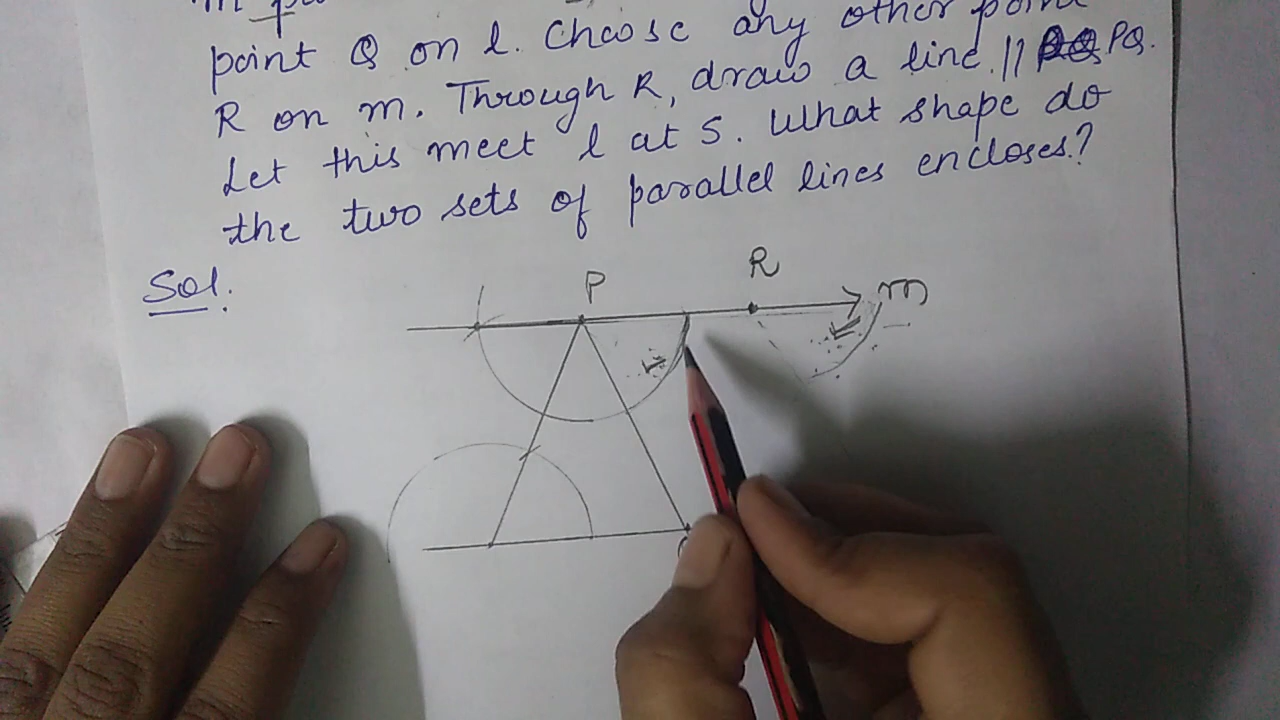 point Q on l. Choose any other point
R on m. Through R, draw a line || PQ.
Let this meet l at S. What shape do
the two sets of parallel lines encloses?
Sol.
P
R
m